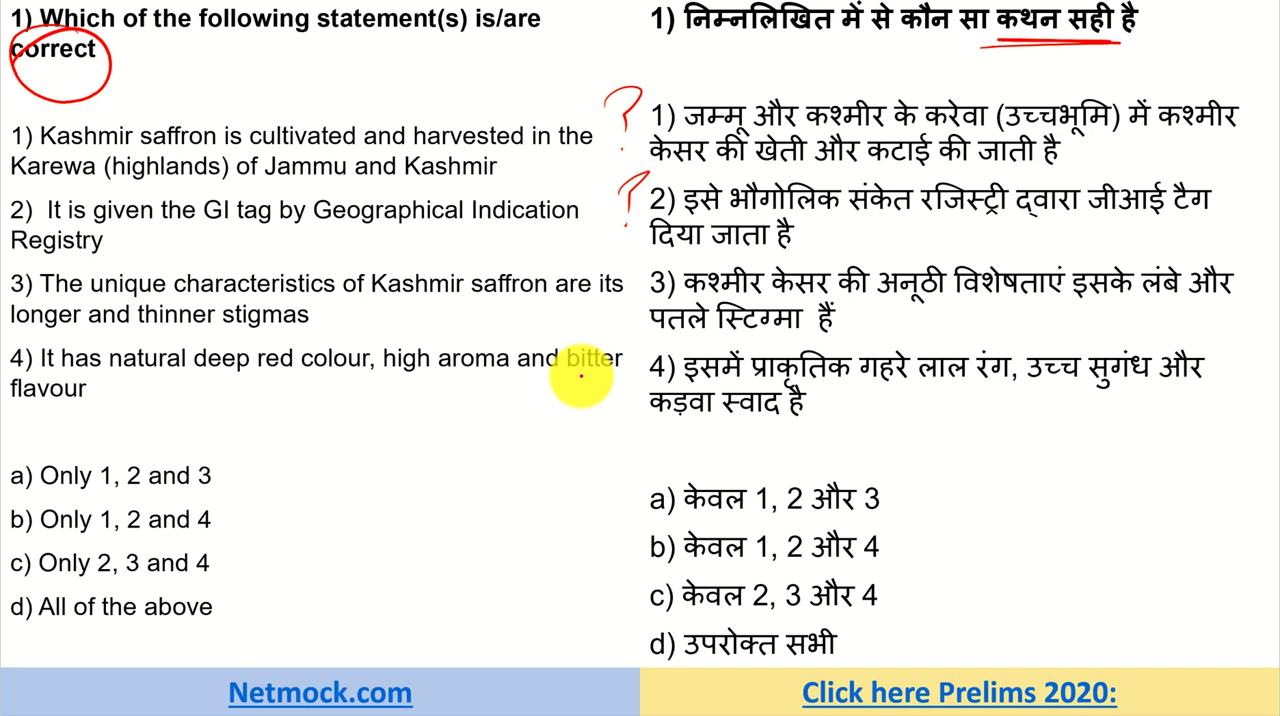 1) Which of the following statement(s) is/are
correct
1) Kashmir saffron is cultivated and harvested in the
Karewa (highlands) of Jammu and Kashmir
2) It is given the GI tag by Geographical Indication
Registry
3) The unique characteristics of Kashmir saffron are its
longer and thinner stigmas
4) It has natural deep red colour, high aroma and bitter
flavour
a) Only 1, 2 and 3
b) Only 1, 2 and 4
c) Only 2, 3 and 4
d) All of the above
1) निम्नलिखित में से कौन सा कथन सही है
?
1) जम्मू और कश्मीर के करेवा (उच्चभूमि) में कश्मीर
केसर की खेती और कटाई की जाती है
?
2) इसे भौगोलिक संकेत रजिस्ट्री द्वारा जीआई टैग
दिया जाता है
3) कश्मीर केसर की अनूठी विशेषताएं इसके लंबे और
पतले स्टिग्मा हैं
4) इसमें प्राकृतिक गहरे लाल रंग, उच्च सुगंध और
कड़वा स्वाद है
a) केवल 1, 2 और 3
b) केवल 1, 2 और 4
c) केवल 2, 3 और 4
d) उपरोक्त सभी
Netmock.com
Click here Prelims 2020: